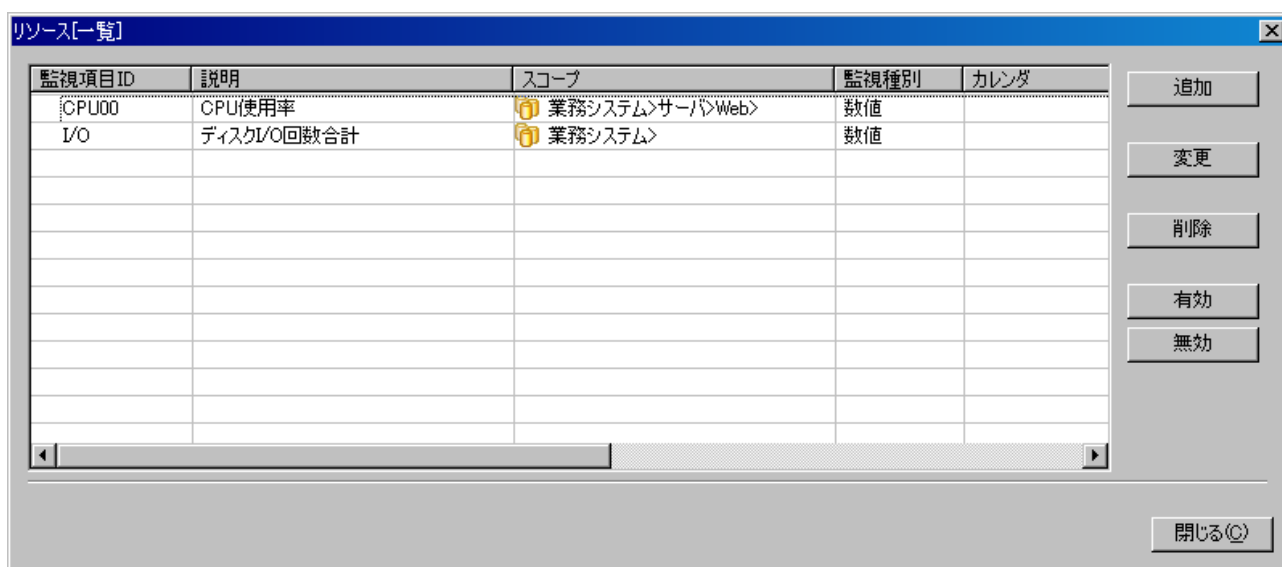 リソース[一覧]
監視項目ID 説明 スコープ 監視種別 カレンダ
CPU00 CPU使用率 業務システム>サーバ>Web> 数値
I/O ディスクI/O回数合計 業務システム> 数値
追加
変更
削除
有効
無効
閉じる(C)